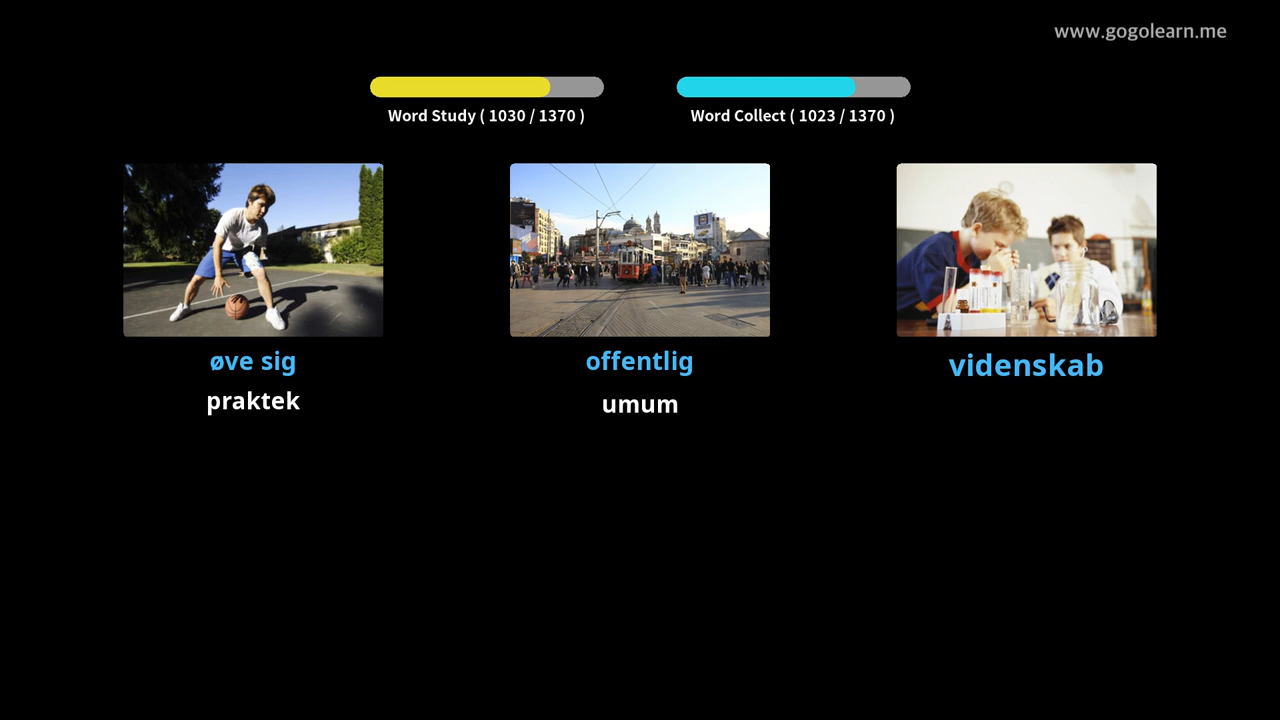 www.gogolearn.me
Word Study ( 1030 / 1370 )
Word Collect ( 1023 / 1370 )
øve sig
praktek
offentlig
umum
videnskab